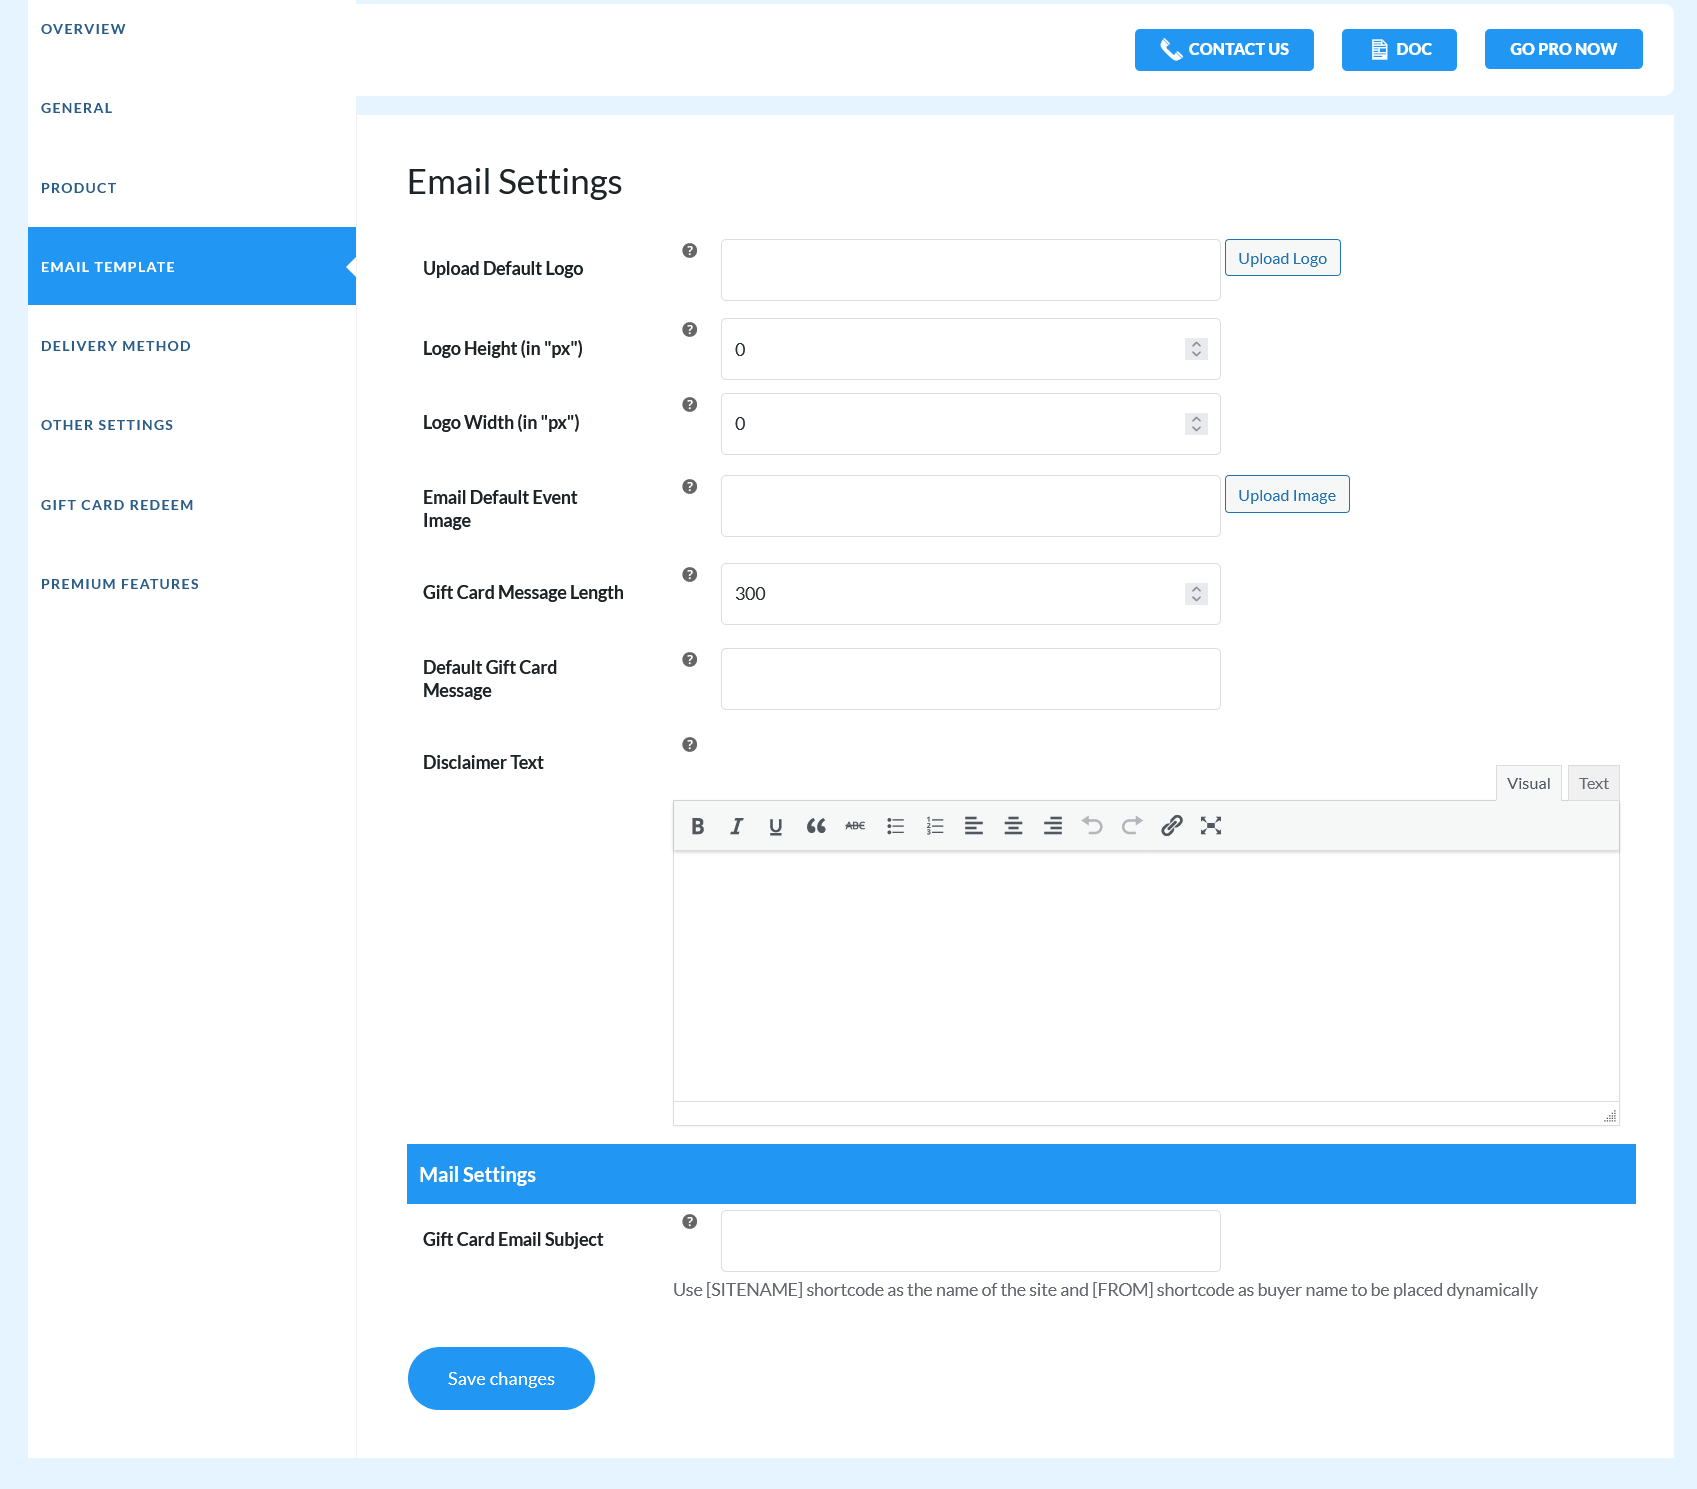 OVERVIEW
GENERAL
PRODUCT
EMAIL TEMPLATE
DELIVERY METHOD
OTHER SETTINGS
GIFT CARD REDEEM
PREMIUM FEATURES
CONTACT US
DOC
GO PRO NOW
Email Settings
Upload Default Logo
?
Upload Logo
Logo Height (in "px")
?
0
Logo Width (in "px")
?
0
Email Default Event
Image
?
Upload Image
Gift Card Message Length
?
300
Default Gift Card
Message
?
Disclaimer Text
?
Visual
Text
B I U ABC
Mail Settings
Gift Card Email Subject
?
Use [SITENAME] shortcode as the name of the site and [FROM] shortcode as buyer name to be placed dynamically
Save changes